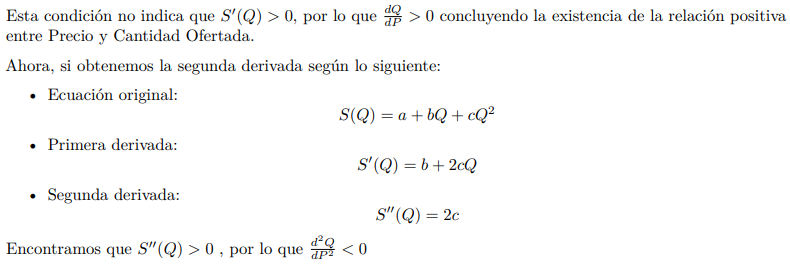 Esta condición no indica que $S'(Q) > 0$, por lo que $\frac{dQ}{dP} > 0$ concluyendo la existencia de la relación positiva
entre Precio y Cantidad Ofertada.
Ahora, si obtenemos la segunda derivada según lo siguiente:
• Ecuación original:
$S(Q) = a + bQ + cQ^2$
• Primera derivada:
$S'(Q) = b + 2cQ$
• Segunda derivada:
$S''(Q) = 2c$
Encontramos que $S''(Q) > 0$ , por lo que $\frac{d^2Q}{dP^2} < 0$